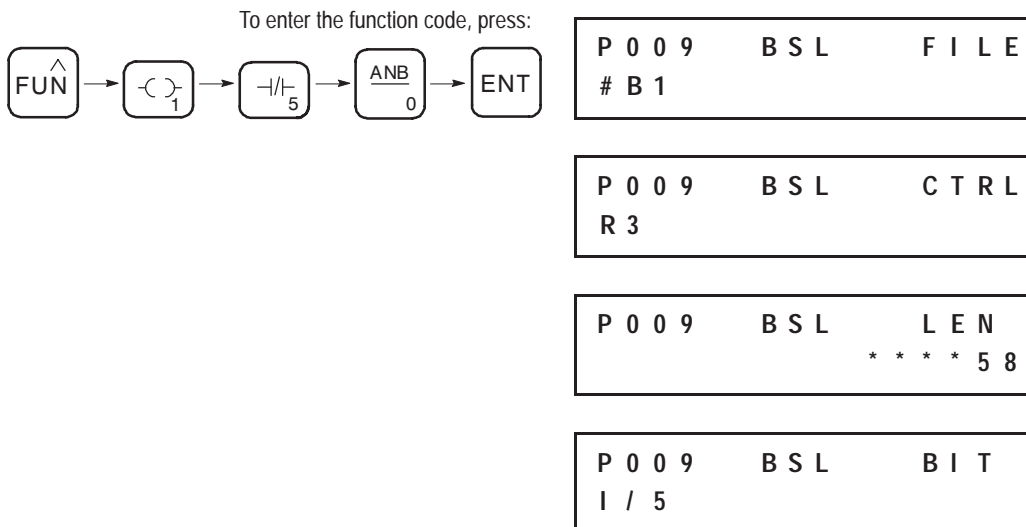 To enter the function code, press:
FUN
1
5
ANB
0
ENT
P009 BSL FILE
#B1
P009 BSL CTRL
R3
P009 BSL LEN
****58
P009 BSL BIT
I/5